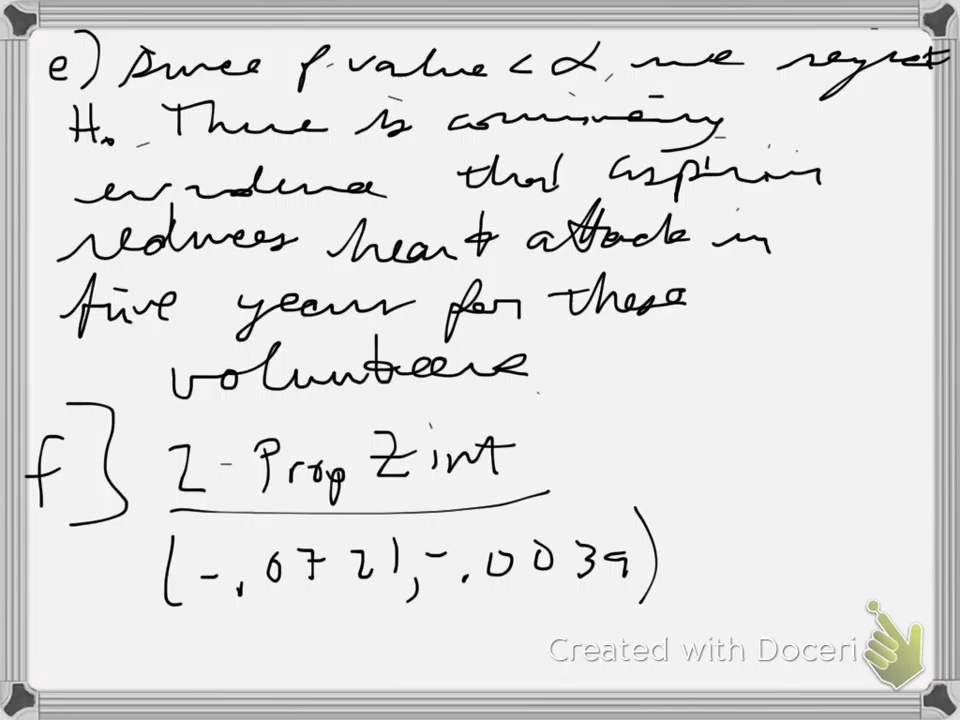 e) Since p-value < α, we reject
H₀. There is convincing
evidence that aspirin
reduces heart attack in
five years for these
volunteers
f] 2-Prop Z int
(-.0721, -.0039)
Created with Doceri